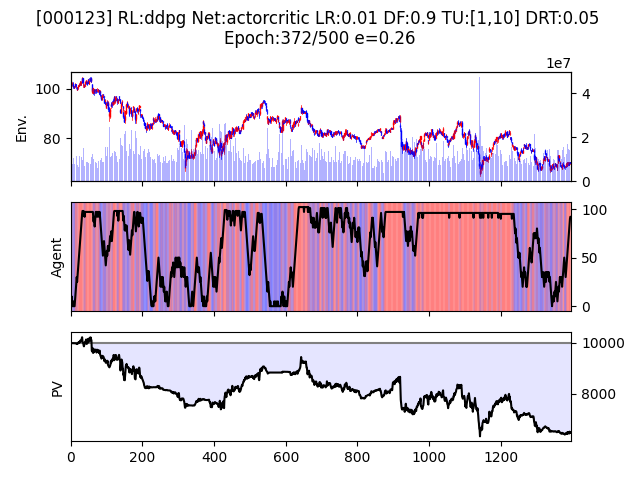 [000123] RL:ddpg Net:actorcritic LR:0.01 DF:0.9 TU:[1,10] DRT:0.05
Epoch:372/500 e=0.26
1e7
100
80
Env.
4
2
0
Agent
100
50
0
PV
10000
8000
0 200 400 600 800 1000 1200